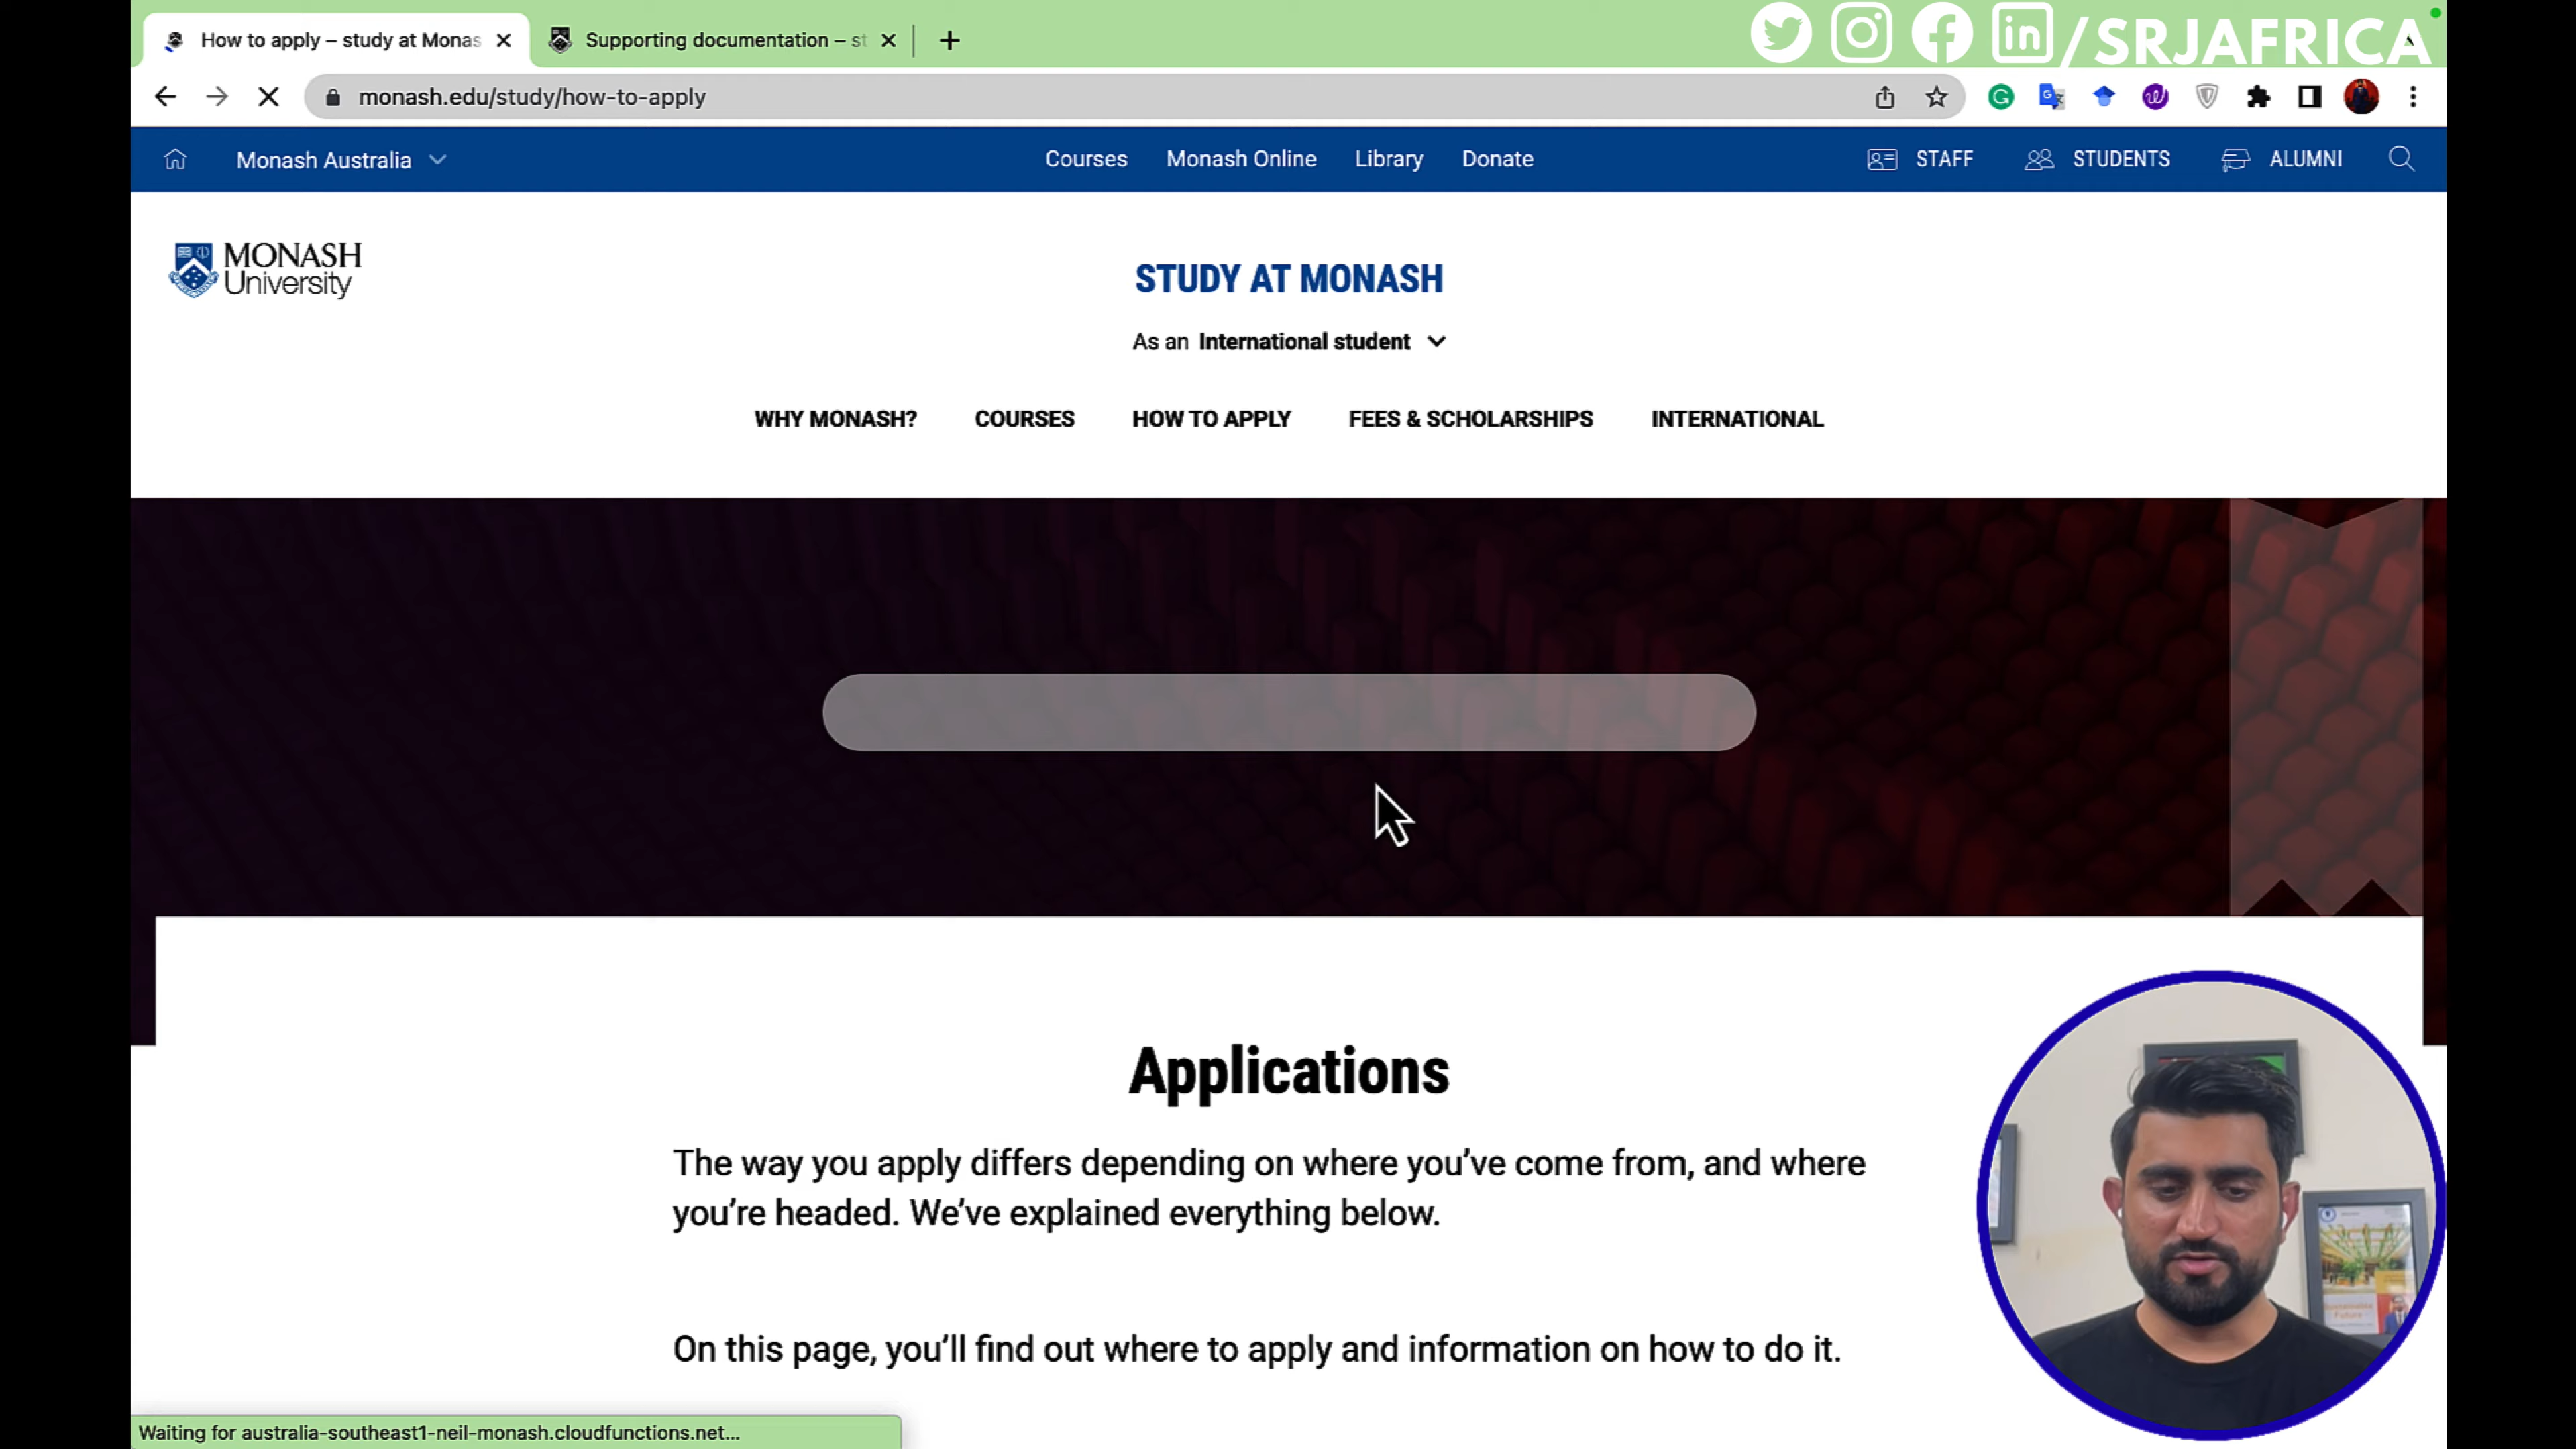 How to apply – study at Monas
Supporting documentation – st
/SRJAFRICA
monash.edu/study/how-to-apply
Monash Australia
Courses
Monash Online
Library
Donate
STAFF
STUDENTS
ALUMNI
MONASH
University
STUDY AT MONASH
As an International student
WHY MONASH?
COURSES
HOW TO APPLY
FEES & SCHOLARSHIPS
INTERNATIONAL
Applications
The way you apply differs depending on where you’ve come from, and where
you’re headed. We’ve explained everything below.
On this page, you’ll find out where to apply and information on how to do it.
Waiting for australia-southeast1-neil-monash.cloudfunctions.net...